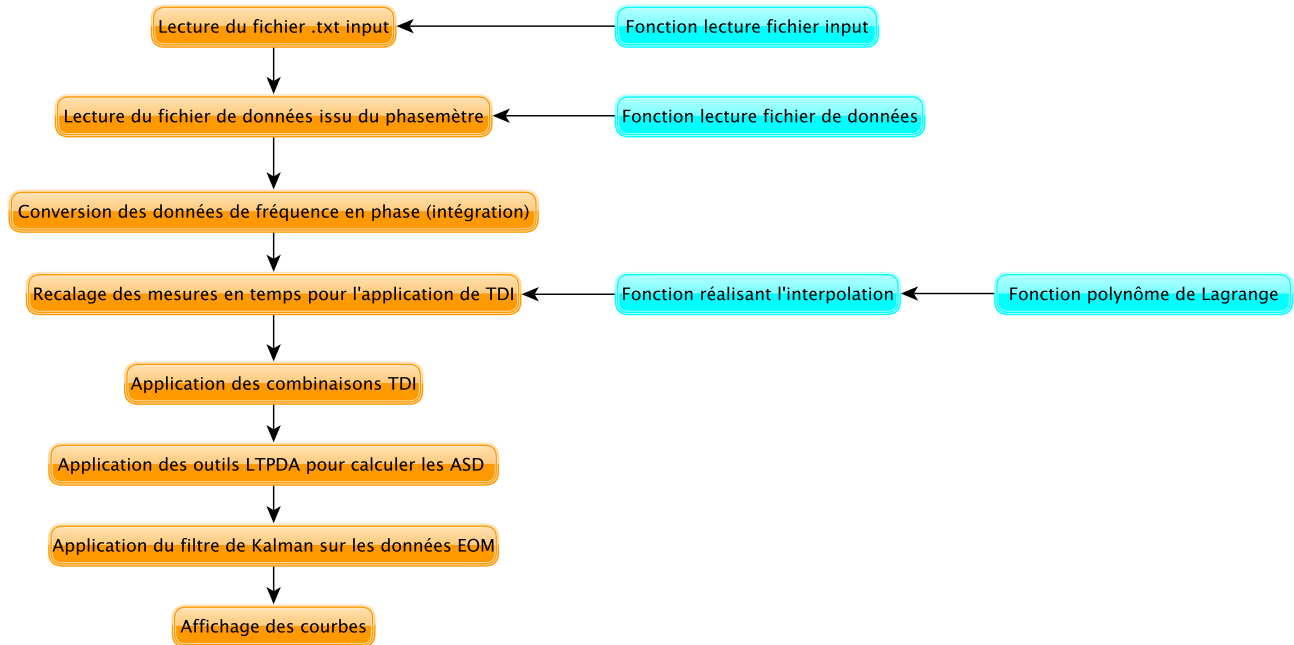 Lecture du fichier .txt input
Fonction lecture fichier input
Lecture du fichier de données issu du phasemètre
Fonction lecture fichier de données
Conversion des données de fréquence en phase (intégration)
Recalage des mesures en temps pour l'application de TDI
Fonction réalisant l'interpolation
Fonction polynôme de Lagrange
Application des combinaisons TDI
Application des outils LTPDA pour calculer les ASD
Application du filtre de Kalman sur les données EOM
Affichage des courbes